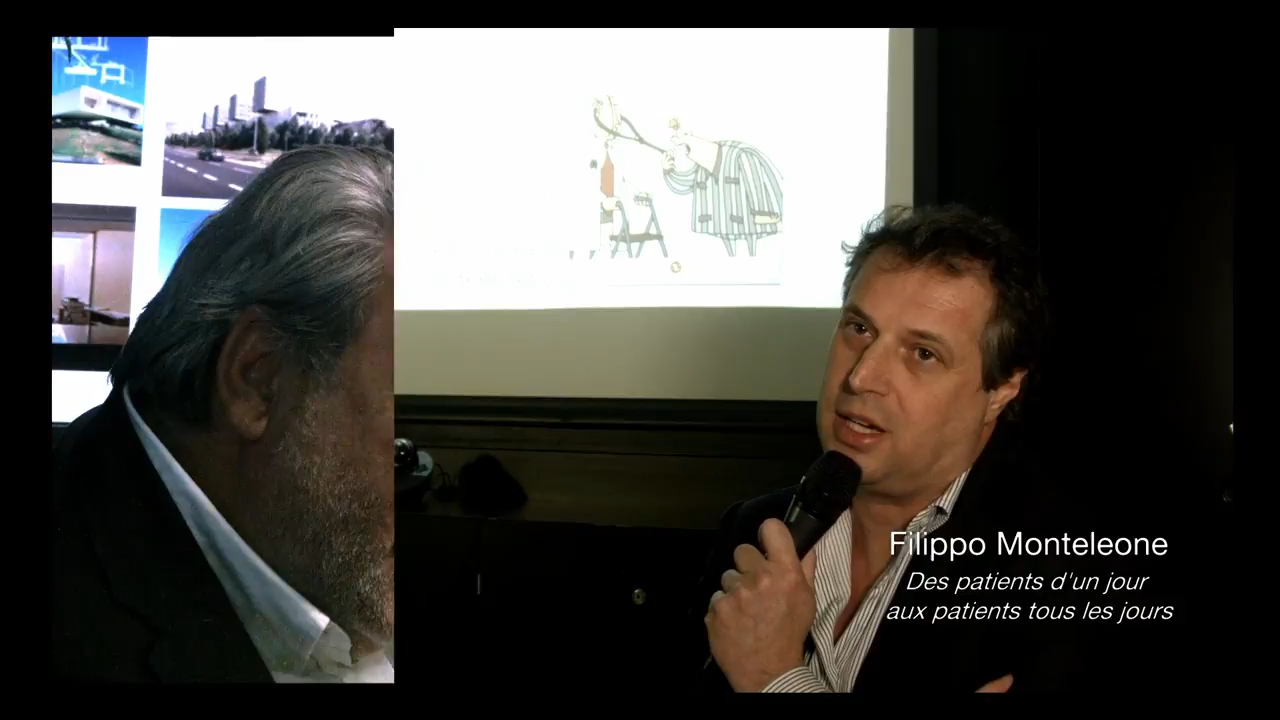 Filippo Monteleone
Des patients d'un jour
aux patients tous les jours